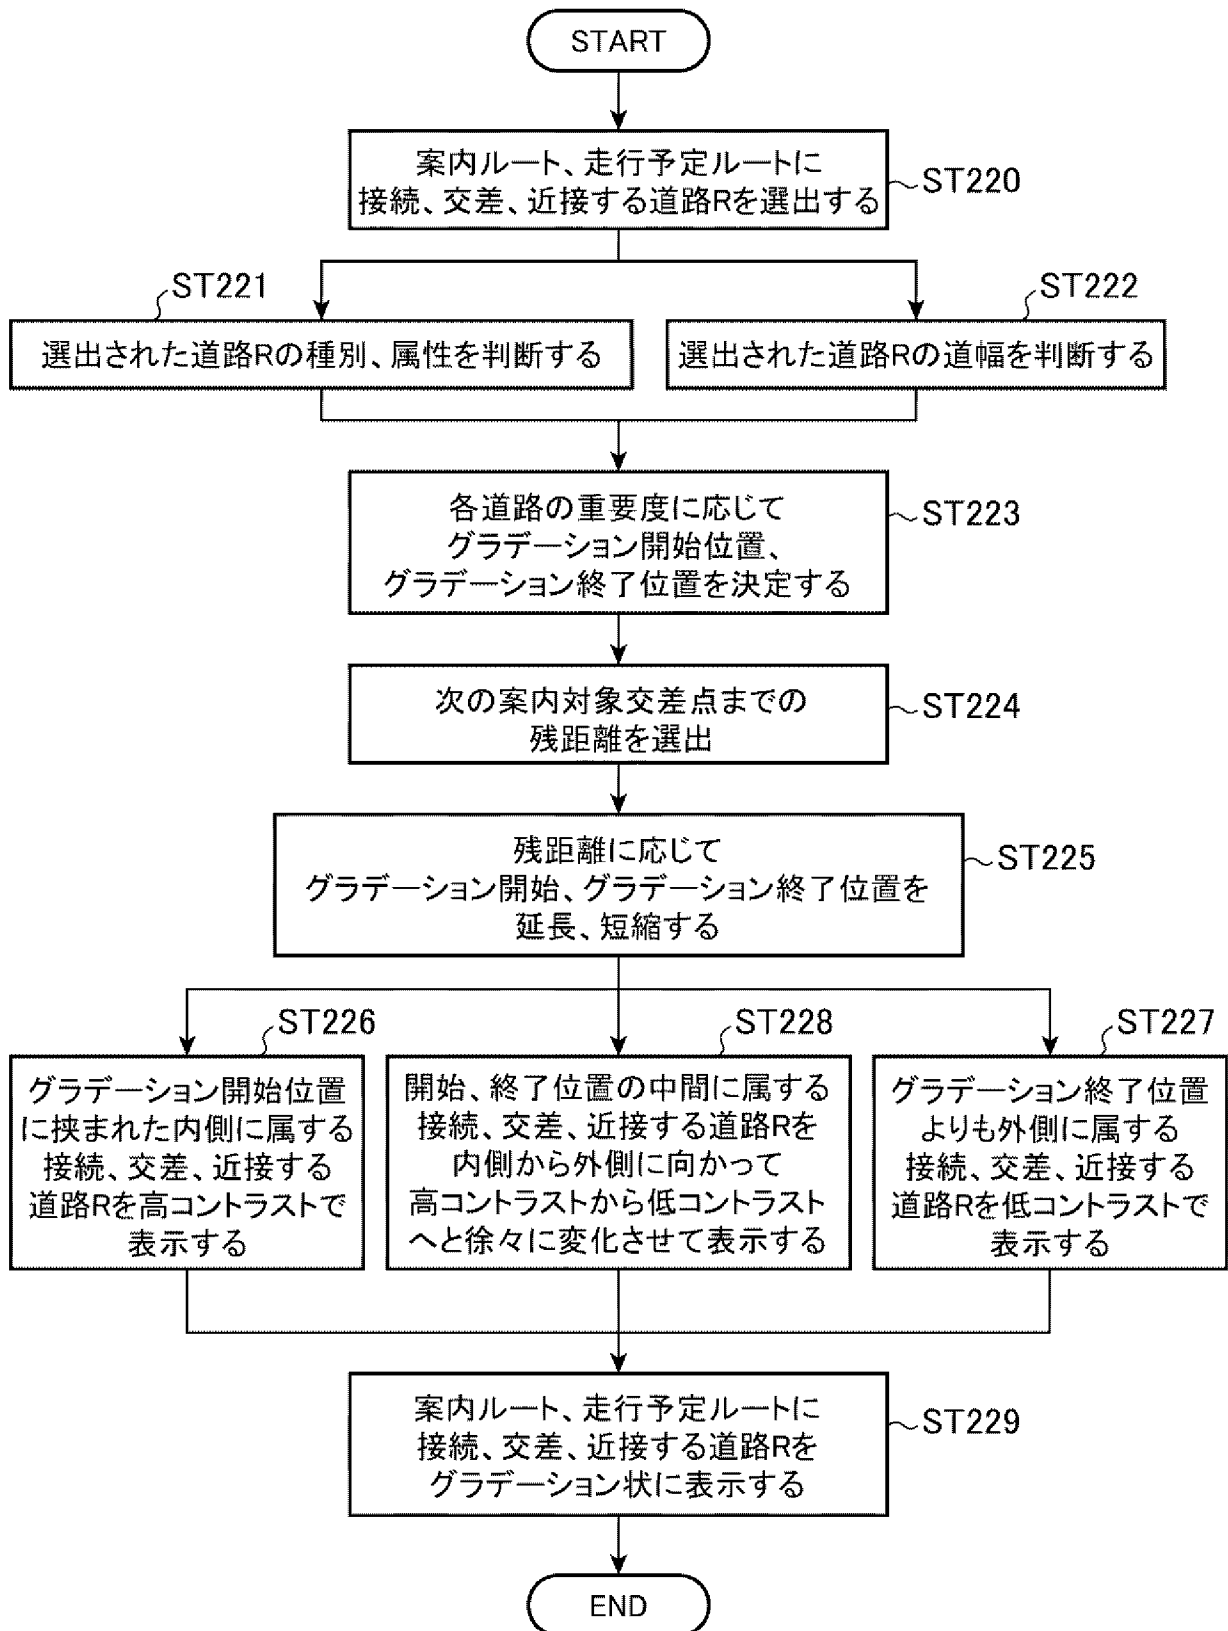 START
案内ルート、走行予定ルートに
接続、交差、近接する道路Rを選出する
ST220
ST221
選出された道路Rの種別、属性を判断する
ST222
選出された道路Rの道幅を判断する
各道路の重要度に応じて
グラデーション開始位置、
グラデーション終了位置を決定する
ST223
次の案内対象交差点までの
残距離を選出
ST224
残距離に応じて
グラデーション開始、グラデーション終了位置を
延長、短縮する
ST225
ST226
グラデーション開始位置
に挟まれた内側に属する
接続、交差、近接する
道路Rを高コントラストで
表示する
ST228
開始、終了位置の中間に属する
接続、交差、近接する道路Rを
内側から外側に向かって
高コントラストから低コントラスト
へと徐々に変化させて表示する
ST227
グラデーション終了位置
よりも外側に属する
接続、交差、近接する
道路Rを低コントラストで
表示する
案内ルート、走行予定ルートに
接続、交差、近接する道路Rを
グラデーション状に表示する
ST229
END